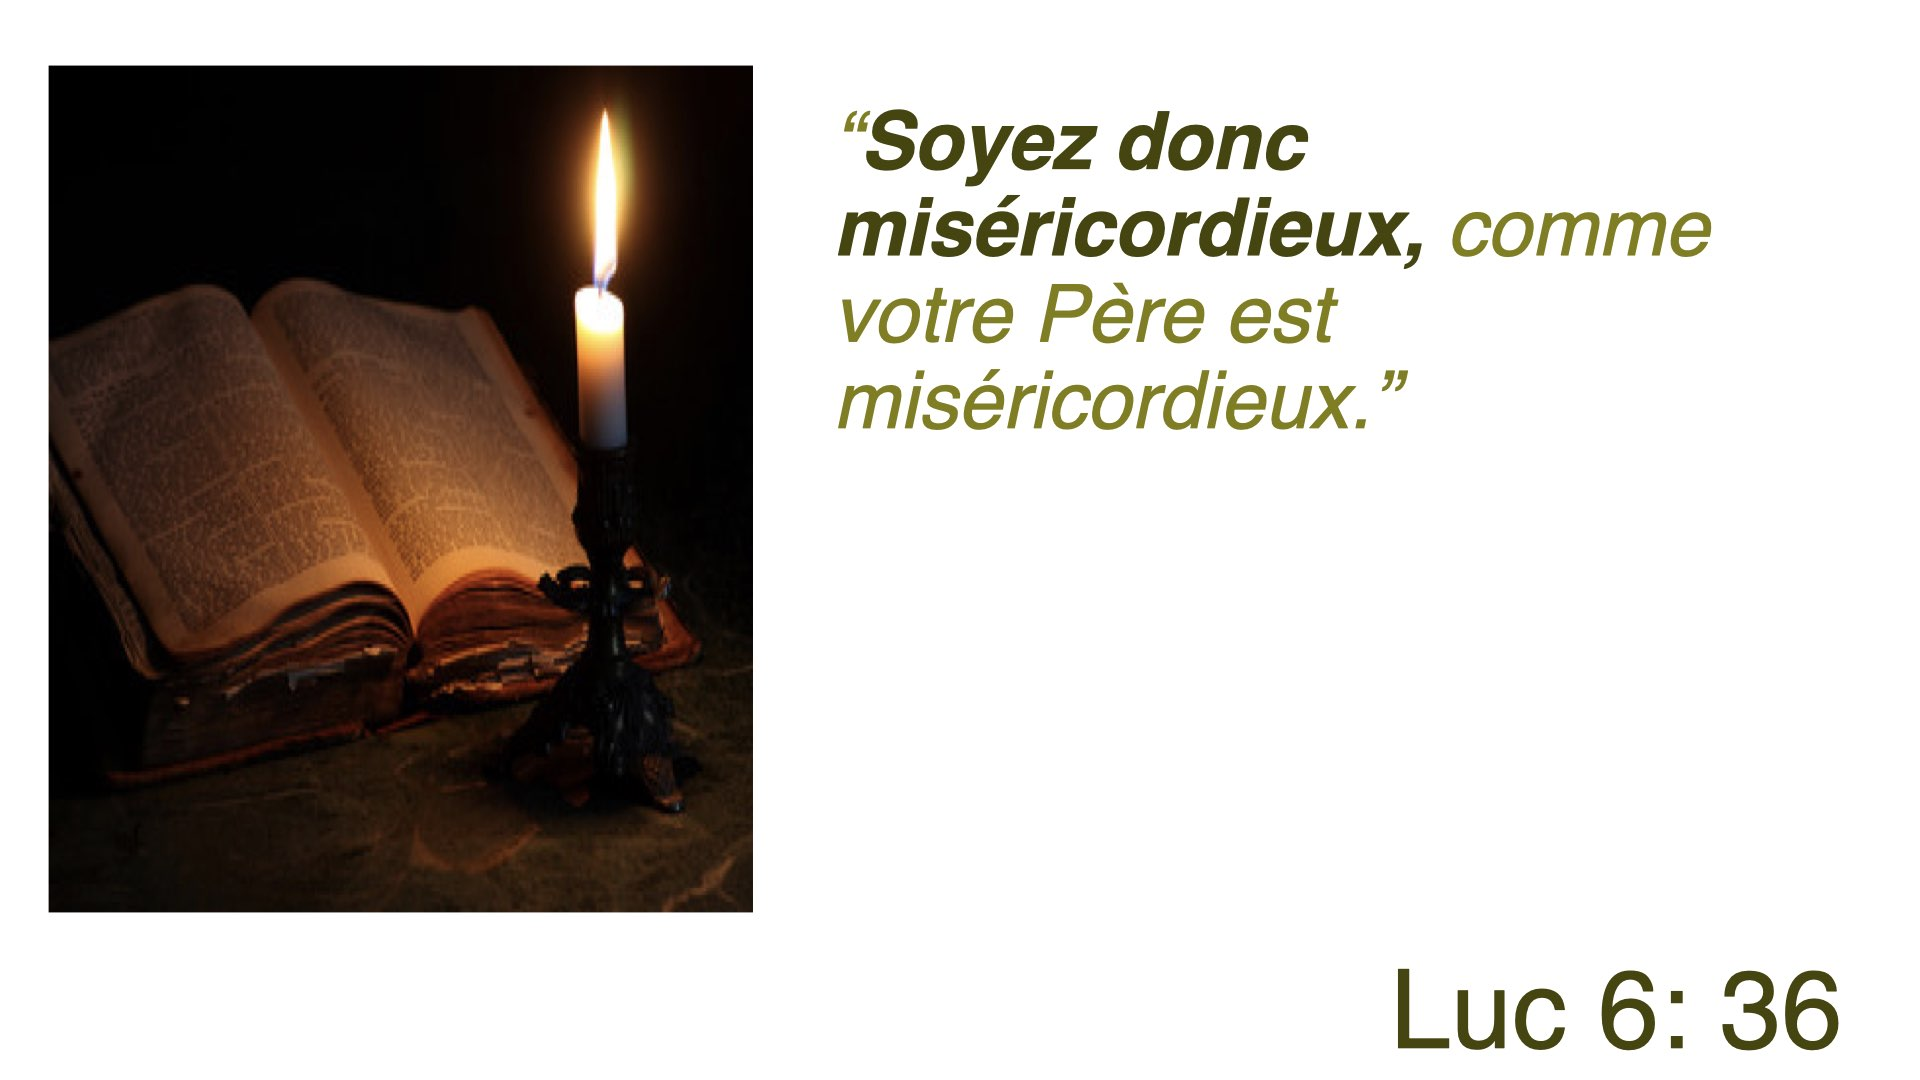 “Soyez donc
miséricordieux, comme
votre Père est
miséricordieux.”
Luc 6: 36